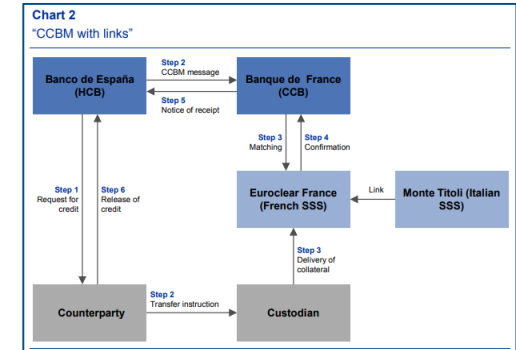 Chart 2
“CCBM with links”
Banco de España
(HCB)
Step 2
CCBM message
Step 5
Notice of receipt
Banque de France
(CCB)
Step 1
Request for
credit
Step 6
Release of
credit
Step 3
Matching
Step 4
Confirmation
Euroclear France
(French SSS)
Link
Monte Titoli (Italian
SSS)
Step 3
Delivery of
collateral
Counterparty
Step 2
Transfer instruction
Custodian